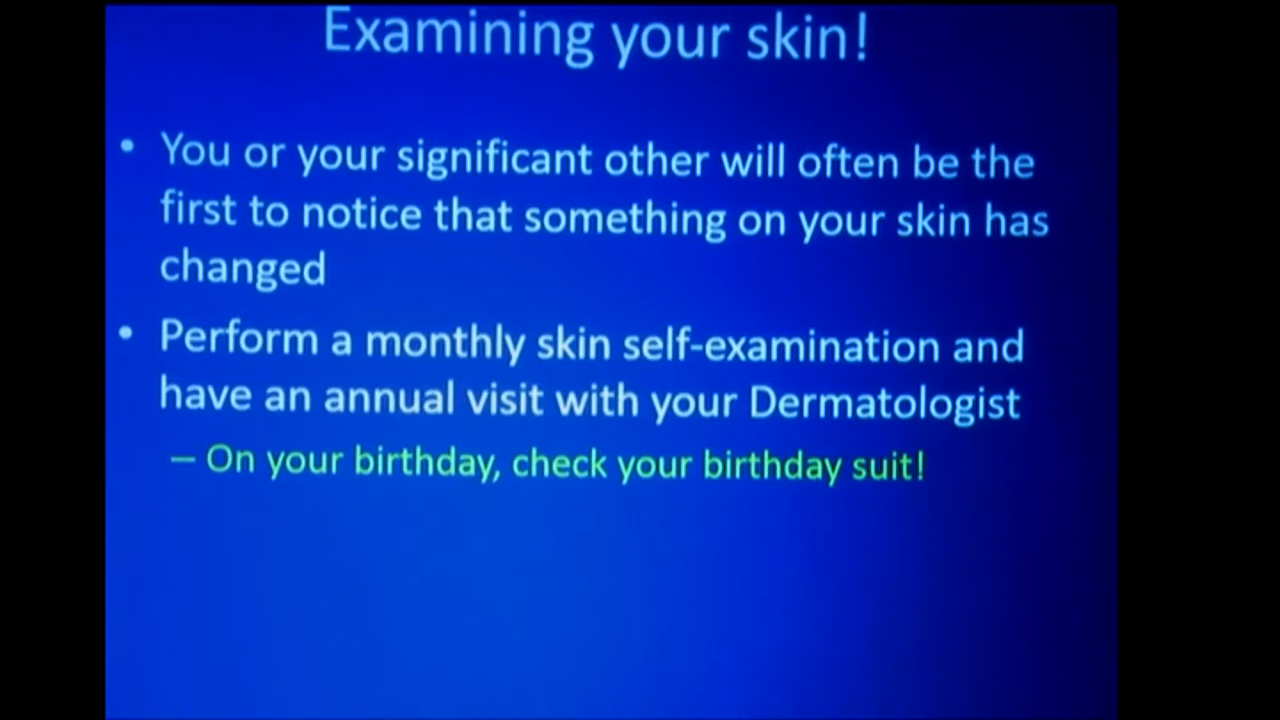 Examining your skin!
• You or your significant other will often be the
first to notice that something on your skin has
changed
• Perform a monthly skin self-examination and
have an annual visit with your Dermatologist
– On your birthday, check your birthday suit!